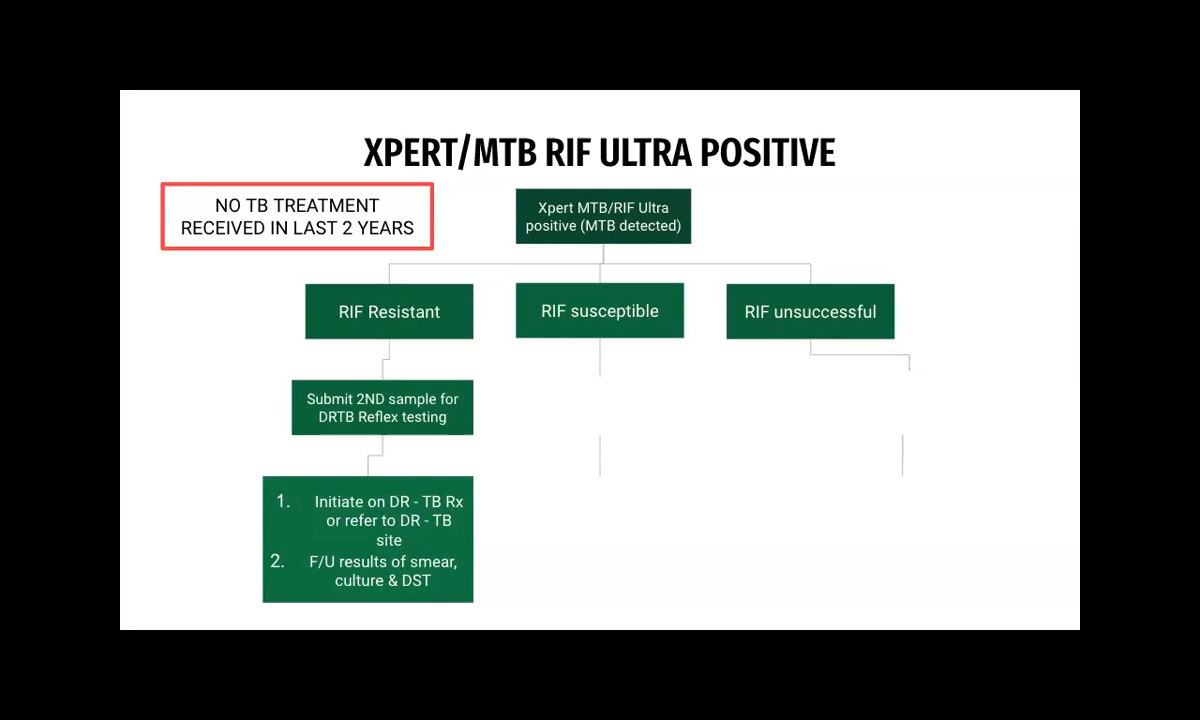 XPERT/MTB RIF ULTRA POSITIVE
NO TB TREATMENT
RECEIVED IN LAST 2 YEARS
Xpert MTB/RIF Ultra
positive (MTB detected)
RIF Resistant
RIF susceptible
RIF unsuccessful
Submit 2ND sample for
DRTB Reflex testing
1. Initiate on DR - TB Rx
or refer to DR - TB
site
2. F/U results of smear,
culture & DST